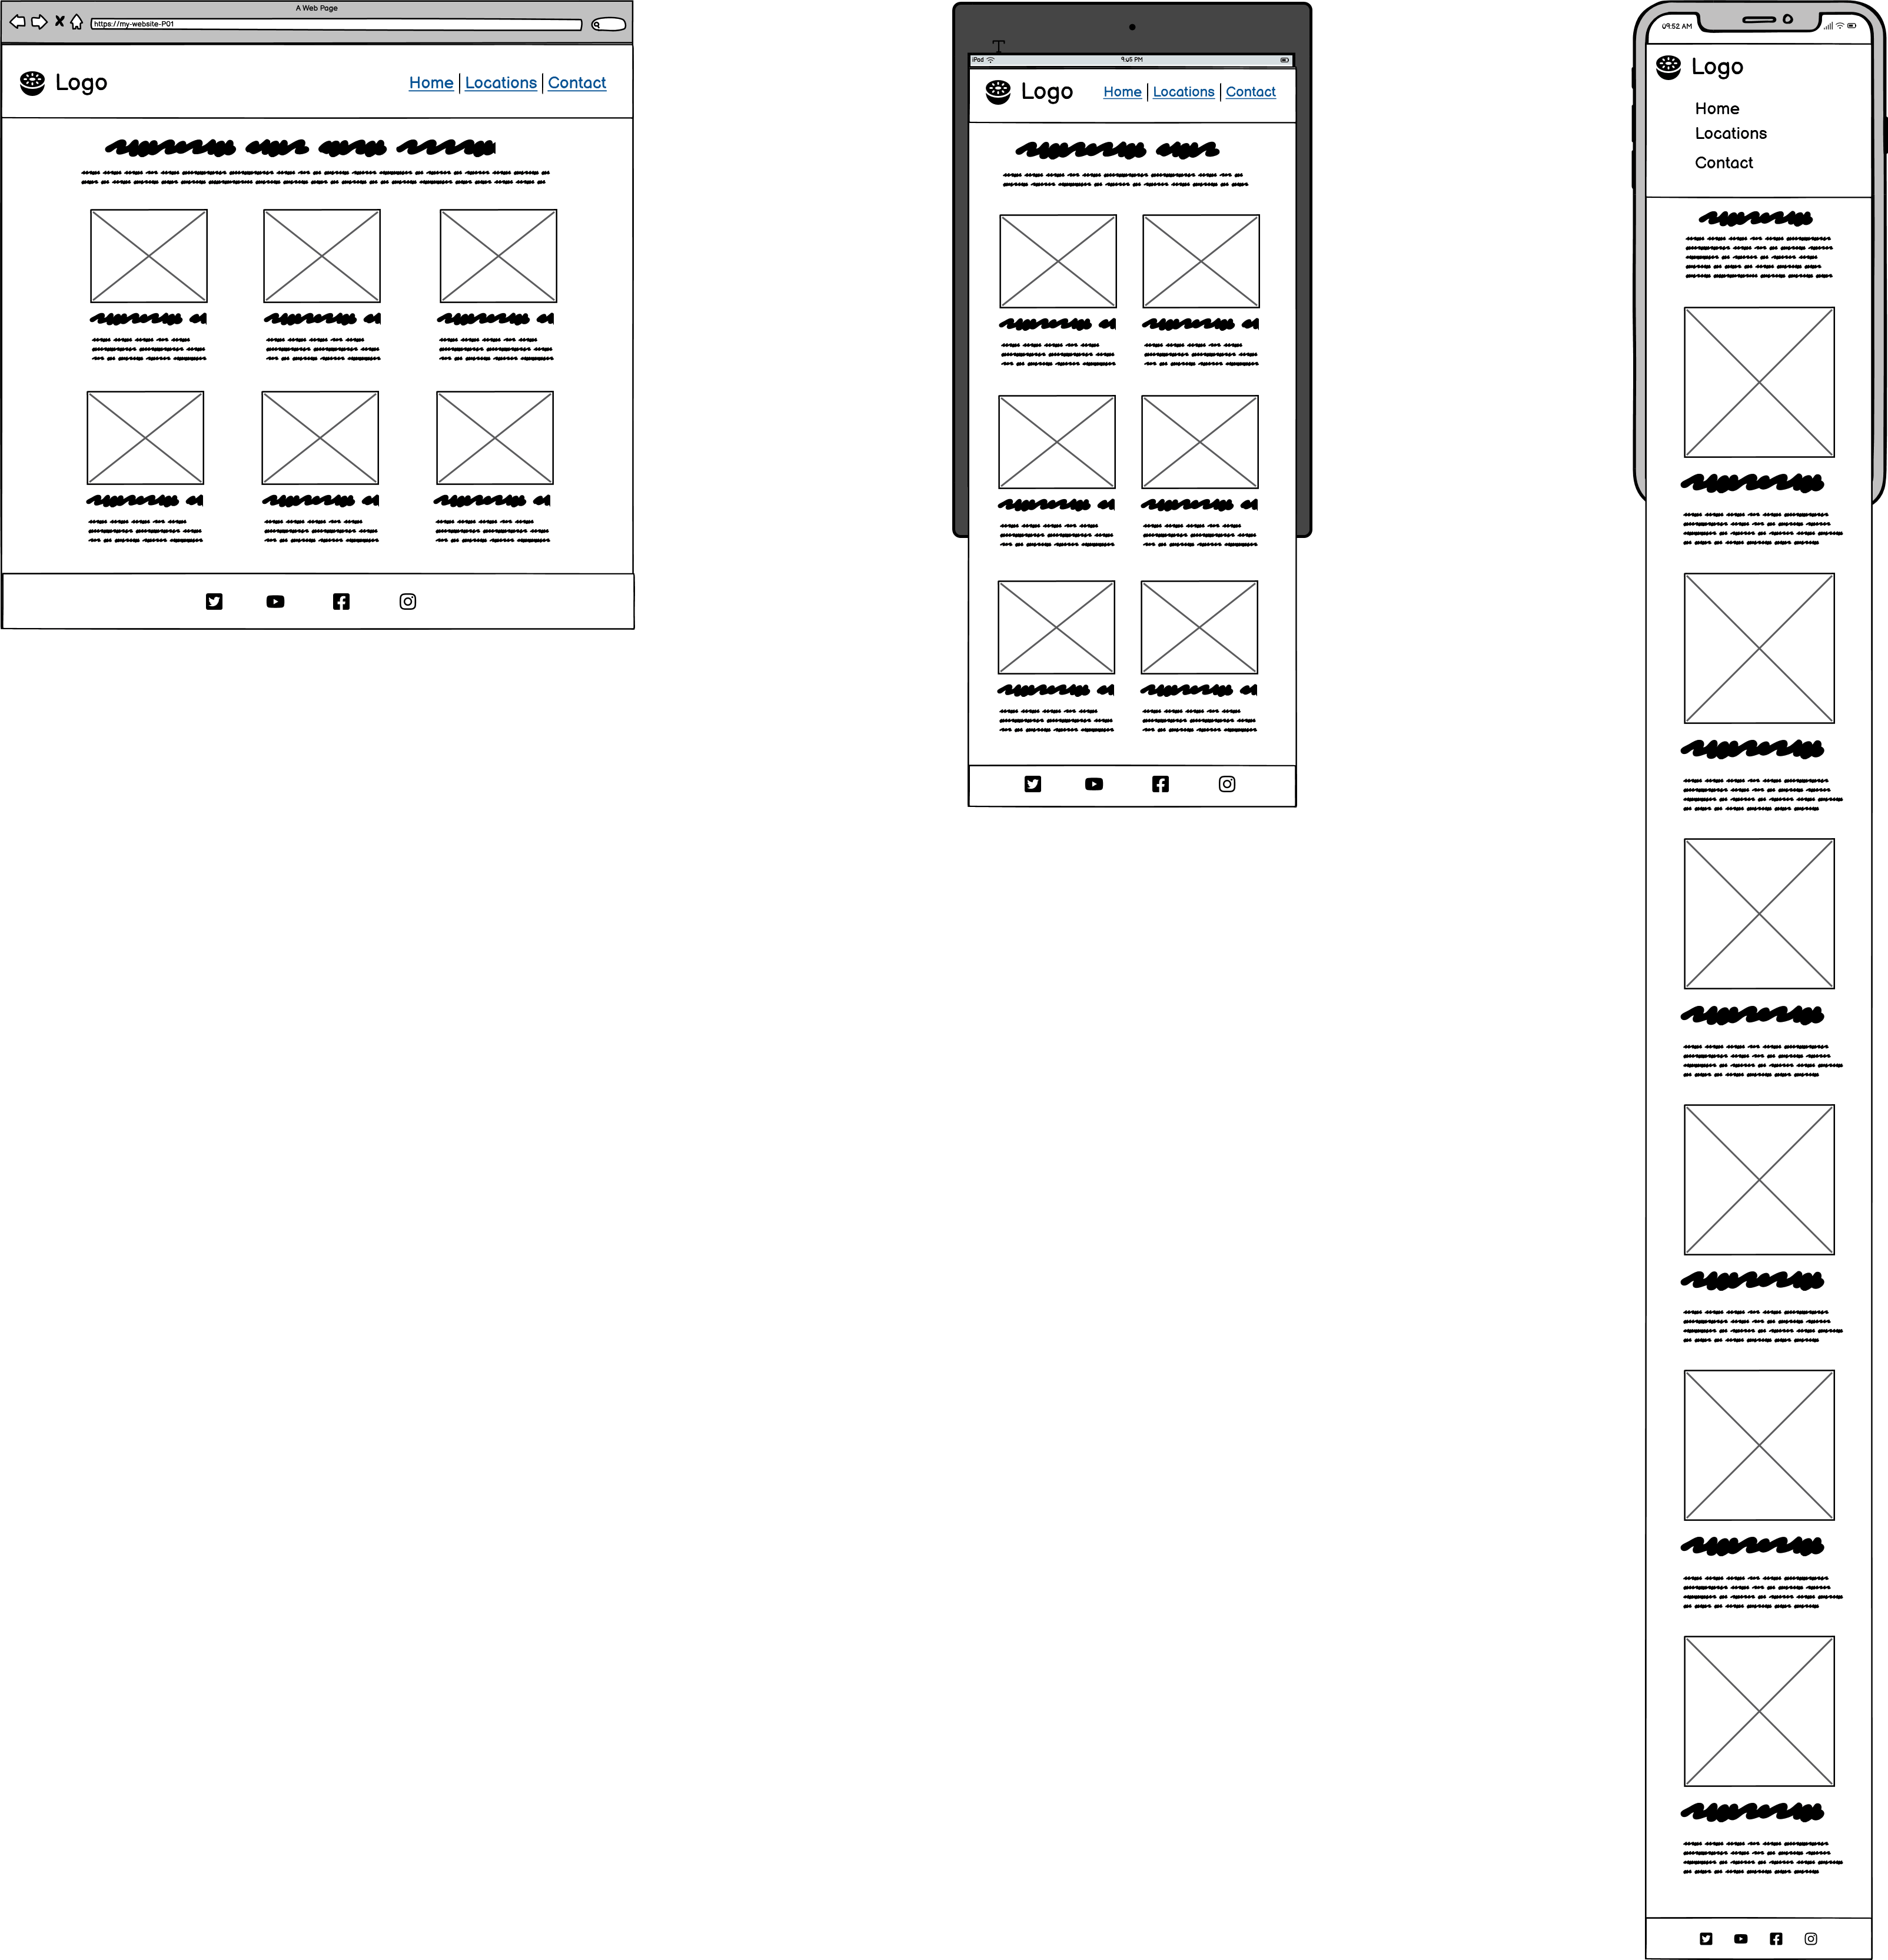 A Web Page
https://my-website-P01
Logo
Home | Locations | Contact
T
iPad
9:45 PM
Logo
Home | Locations | Contact
09:52 AM
Logo
Home
Locations
Contact